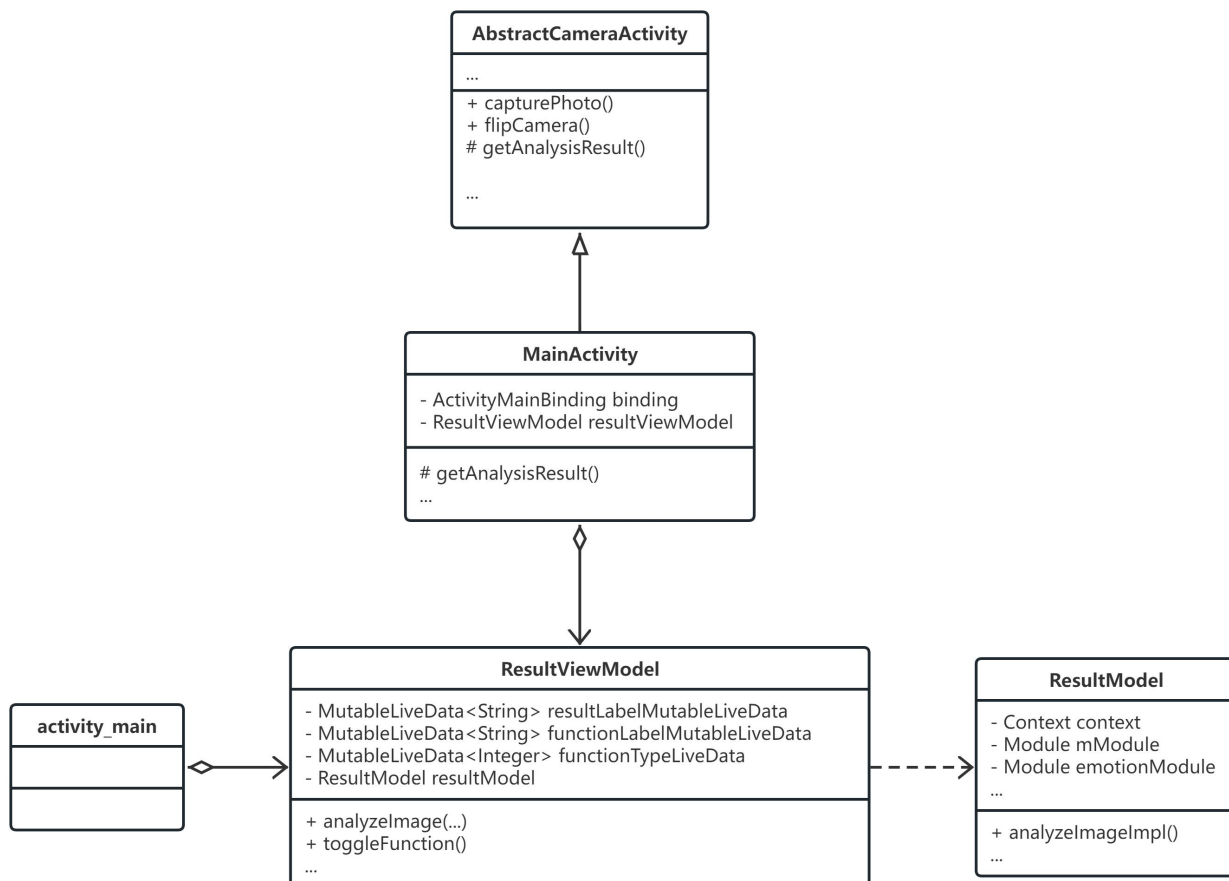 AbstractCameraActivity
...
+ capturePhoto()
+ flipCamera()
# getAnalysisResult()
...
MainActivity
- ActivityMainBinding binding
- ResultViewModel resultViewModel
# getAnalysisResult()
...
activity_main
ResultViewModel
- MutableLiveData<String> resultLabelMutableLiveData
- MutableLiveData<String> functionLabelMutableLiveData
- MutableLiveData<Integer> functionTypeLiveData
- ResultModel resultModel
+ analyzeImage(...)
+ toggleFunction()
...
ResultModel
- Context context
- Module mModule
- Module emotionModule
...
+ analyzeImageImpl()
...